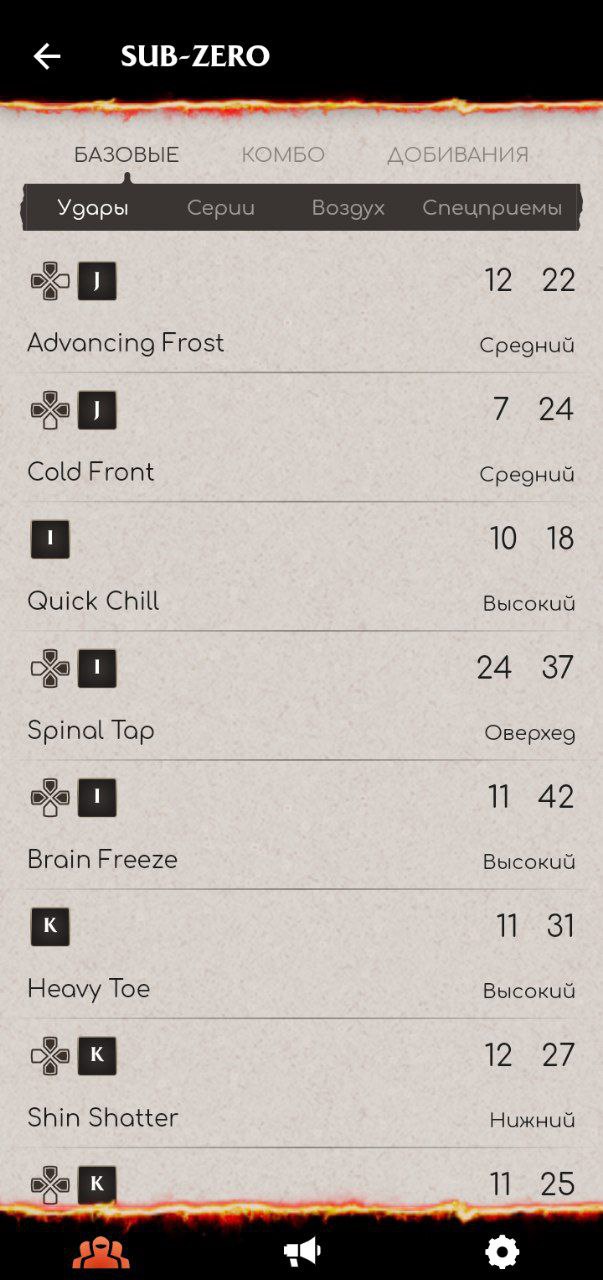 SUB-ZERO
БАЗОВЫЕ КОМБО ДОБИВАНИЯ
Удары Серии Воздух Спецприемы
J 12 22
Advancing Frost Средний
J 7 24
Cold Front Средний
I 10 18
Quick Chill Высокий
I 24 37
Spinal Tap Оверхед
I 11 42
Brain Freeze Высокий
K 11 31
Heavy Toe Высокий
K 12 27
Shin Shatter Нижний
K 11 25